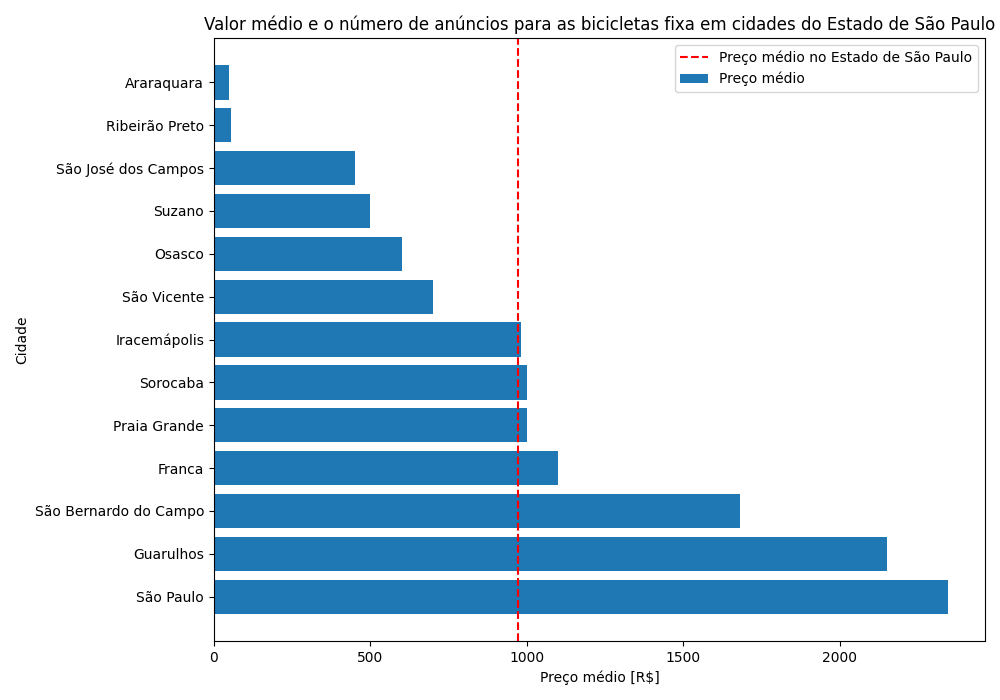 Valor médio e o número de anúncios para as bicicletas fixa em cidades do Estado de São Paulo
Preço médio no Estado de São Paulo
Preço médio
Cidade
Araraquara
Ribeirão Preto
São José dos Campos
Suzano
Osasco
São Vicente
Iracemápolis
Sorocaba
Praia Grande
Franca
São Bernardo do Campo
Guarulhos
São Paulo
0 500 1000 1500 2000
Preço médio [R$]